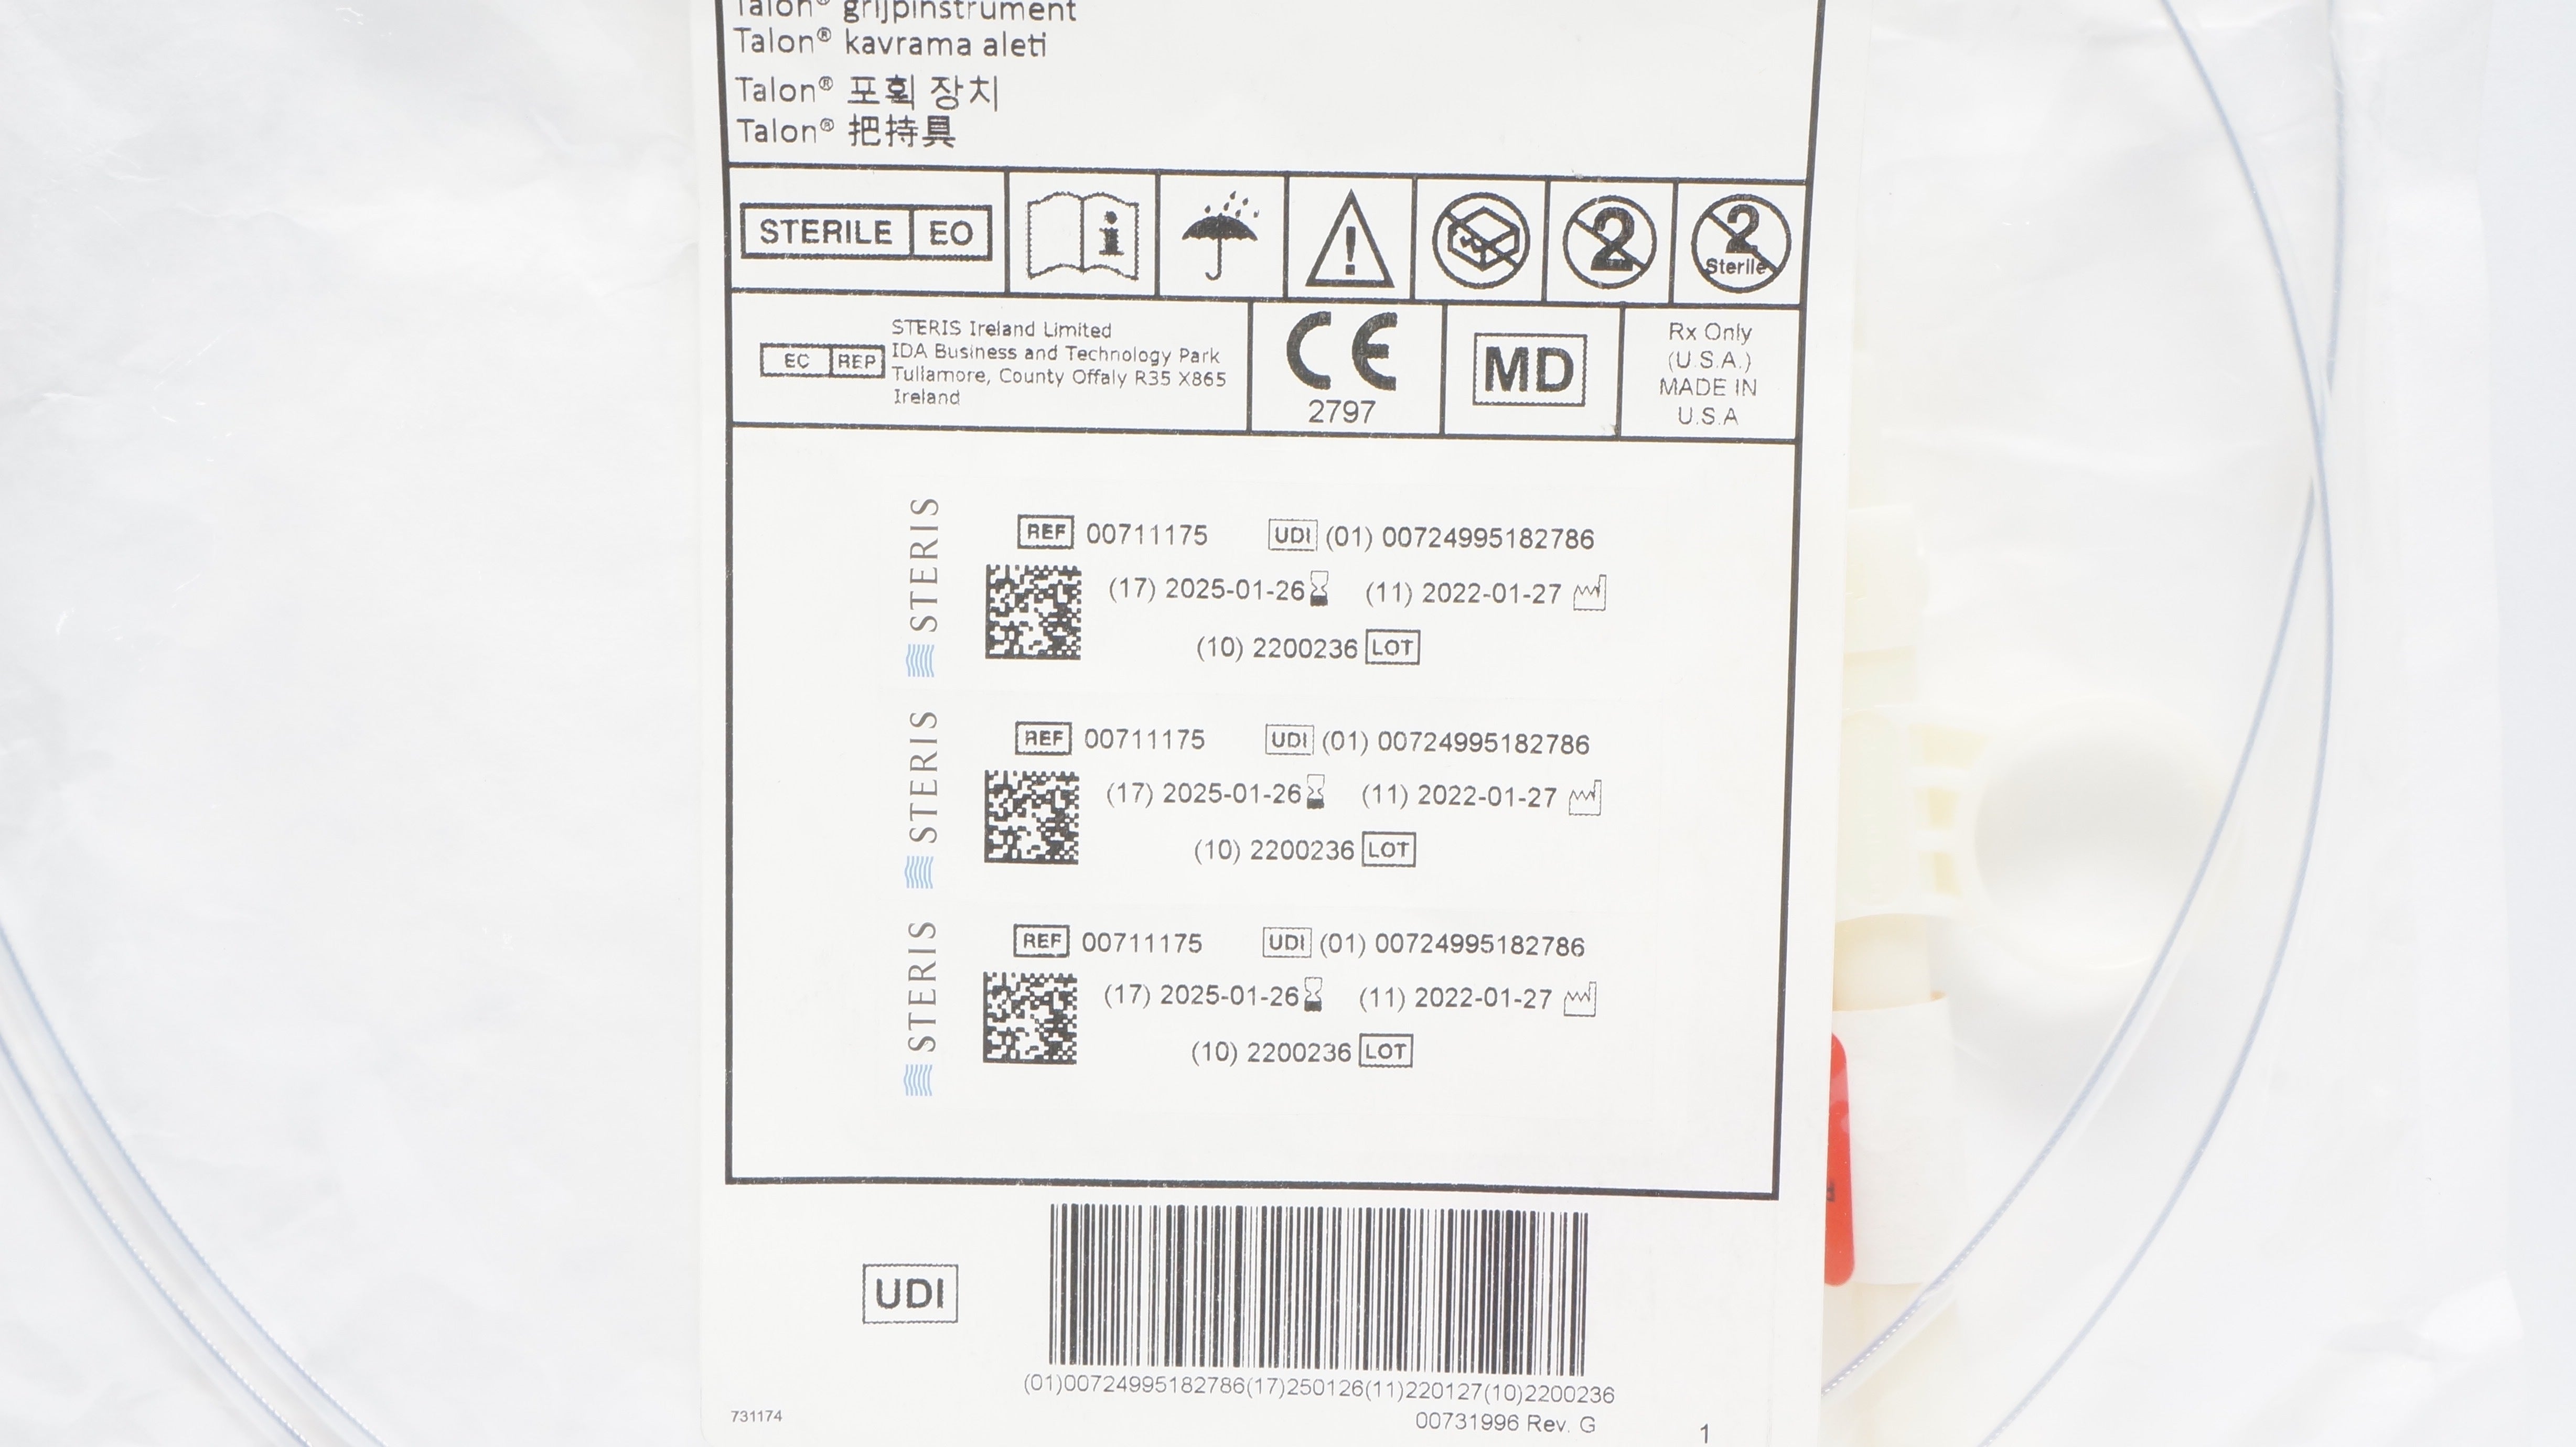 Talon® grijpinstrument
Talon® kavrama aleti
Talon® 포획 장치
Talon® 把持具
STERILE EO
2
2 Sterile
EC REP
STERIS Ireland Limited
IDA Business and Technology Park
Tullamore, County Offaly R35 X865
Ireland
CE
2797
MD
Rx Only
(U.S.A.)
MADE IN
U.S.A
STERIS
REF 00711175 UDI (01) 00724995182786
(17) 2025-01-26 (11) 2022-01-27
(10) 2200236 LOT
STERIS
REF 00711175 UDI (01) 00724995182786
(17) 2025-01-26 (11) 2022-01-27
(10) 2200236 LOT
STERIS
REF 00711175 UDI (01) 00724995182786
(17) 2025-01-26 (11) 2022-01-27
(10) 2200236 LOT
UDI
(01)00724995182786(17)250126(11)220127(10)2200236
731174
00731996 Rev. G
1